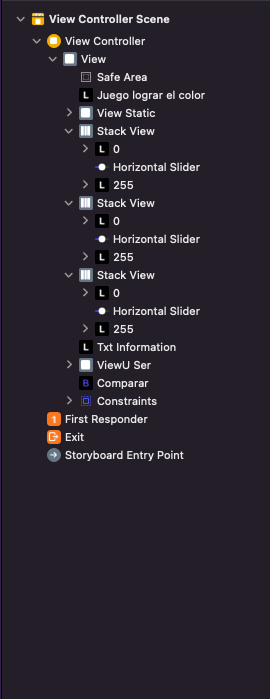 View Controller Scene
View Controller
View
Safe Area
L Juego lograr el color
View Static
Stack View
L 0
Horizontal Slider
L 255
Stack View
L 0
Horizontal Slider
L 255
Stack View
L 0
Horizontal Slider
L 255
L Txt Information
ViewU Ser
B Comparar
Constraints
1 First Responder
Exit
Storyboard Entry Point